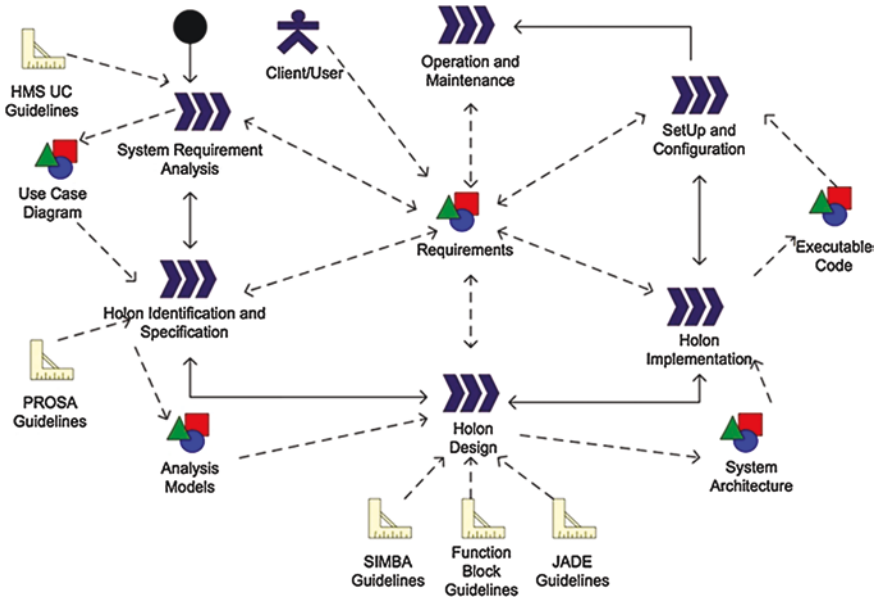 HMS UC
Guidelines
Client/User
Operation and
Maintenance
SetUp and
Configuration
System Requirement
Analysis
Use Case
Diagram
Requirements
Executable
Code
Holon Identification and
Specification
Holon
Implementation
PROSA
Guidelines
Holon
Design
Analysis
Models
System
Architecture
SIMBA
Guidelines
Function
Block
Guidelines
JADE
Guidelines